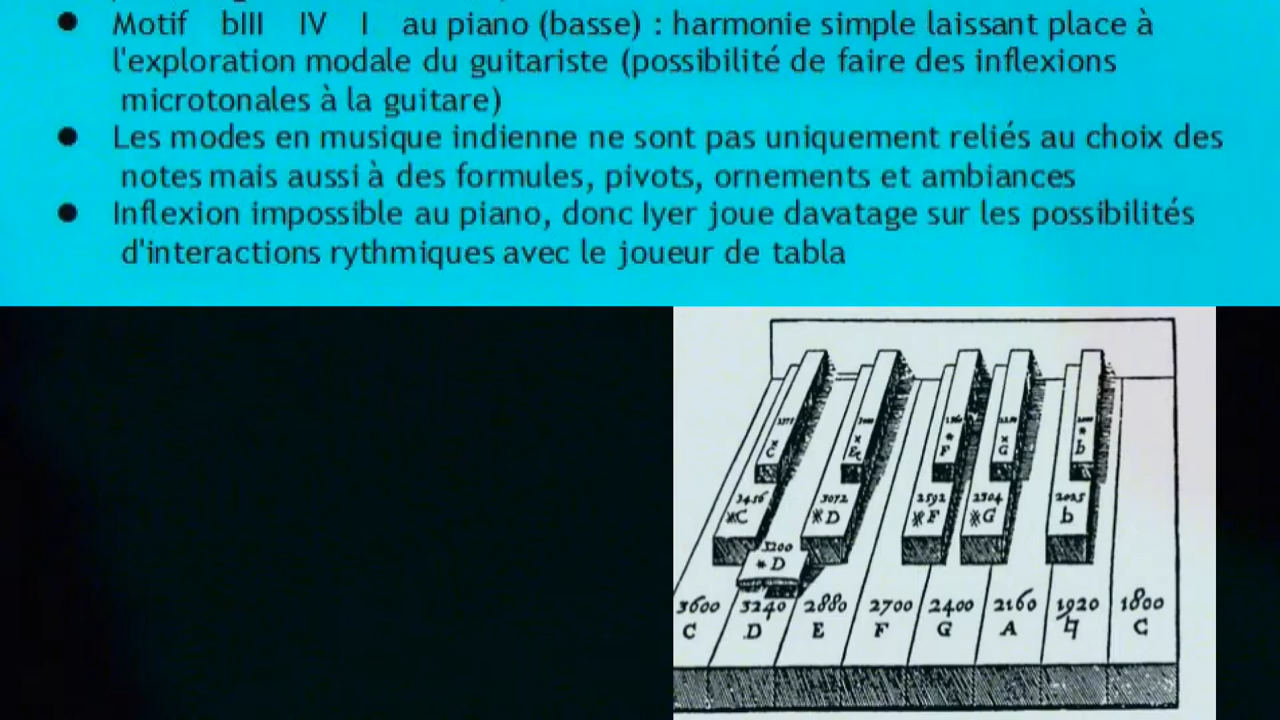 ● Motif bIII IV I au piano (basse) : harmonie simple laissant place à
l'exploration modale du guitariste (possibilité de faire des inflexions
microtonales à la guitare)
● Les modes en musique indienne ne sont pas uniquement reliés au choix des
notes mais aussi à des formules, pivots, ornements et ambiances
● Inflexion impossible au piano, donc Iyer joue davatage sur les possibilités
d'interactions rythmiques avec le joueur de tabla
C E F G b
3456 3072 2592 2304 2025
*C *D *F *G b
3200
* D
3600 3240 2880 2700 2400 2160 1920 1800
C D E F G A ♮ C